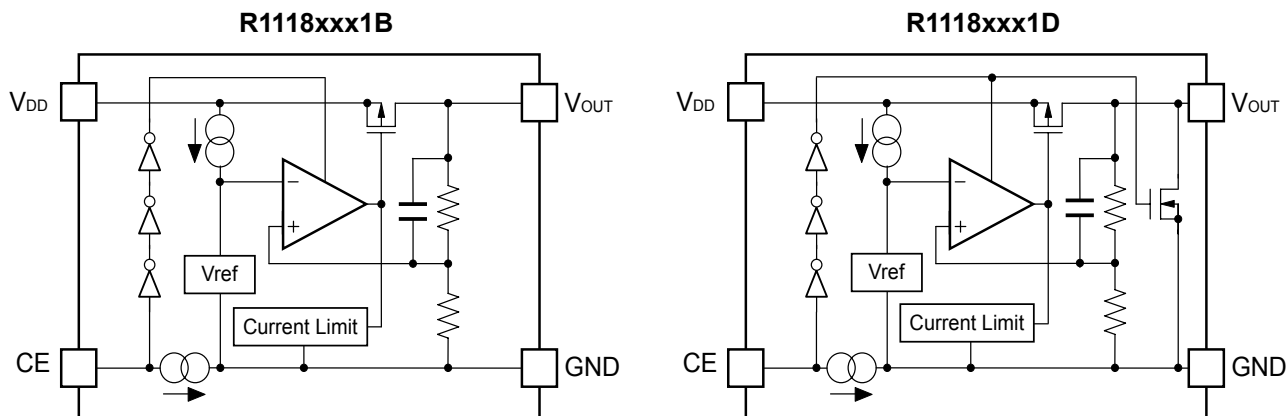 R1118xxx1B
VDD
VOUT
−
+
Vref
Current Limit
CE
GND
R1118xxx1D
VDD
VOUT
−
+
Vref
Current Limit
CE
GND